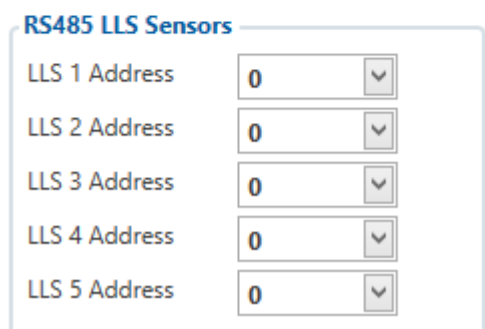 RS485 LLS Sensors
LLS 1 Address 0
LLS 2 Address 0
LLS 3 Address 0
LLS 4 Address 0
LLS 5 Address 0